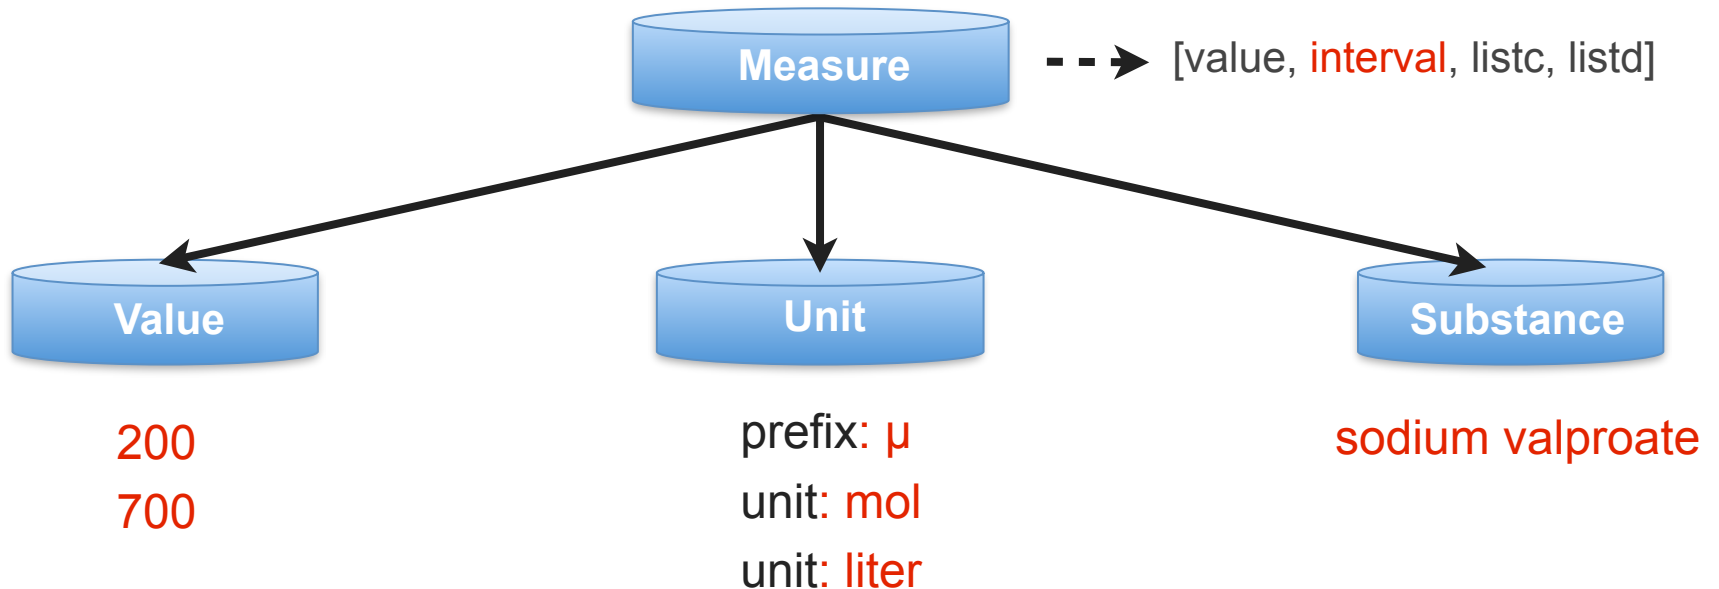 Measure
[value, interval, listc, listd]
Value
Unit
Substance
200
700
prefix: μ
unit: mol
unit: liter
sodium valproate